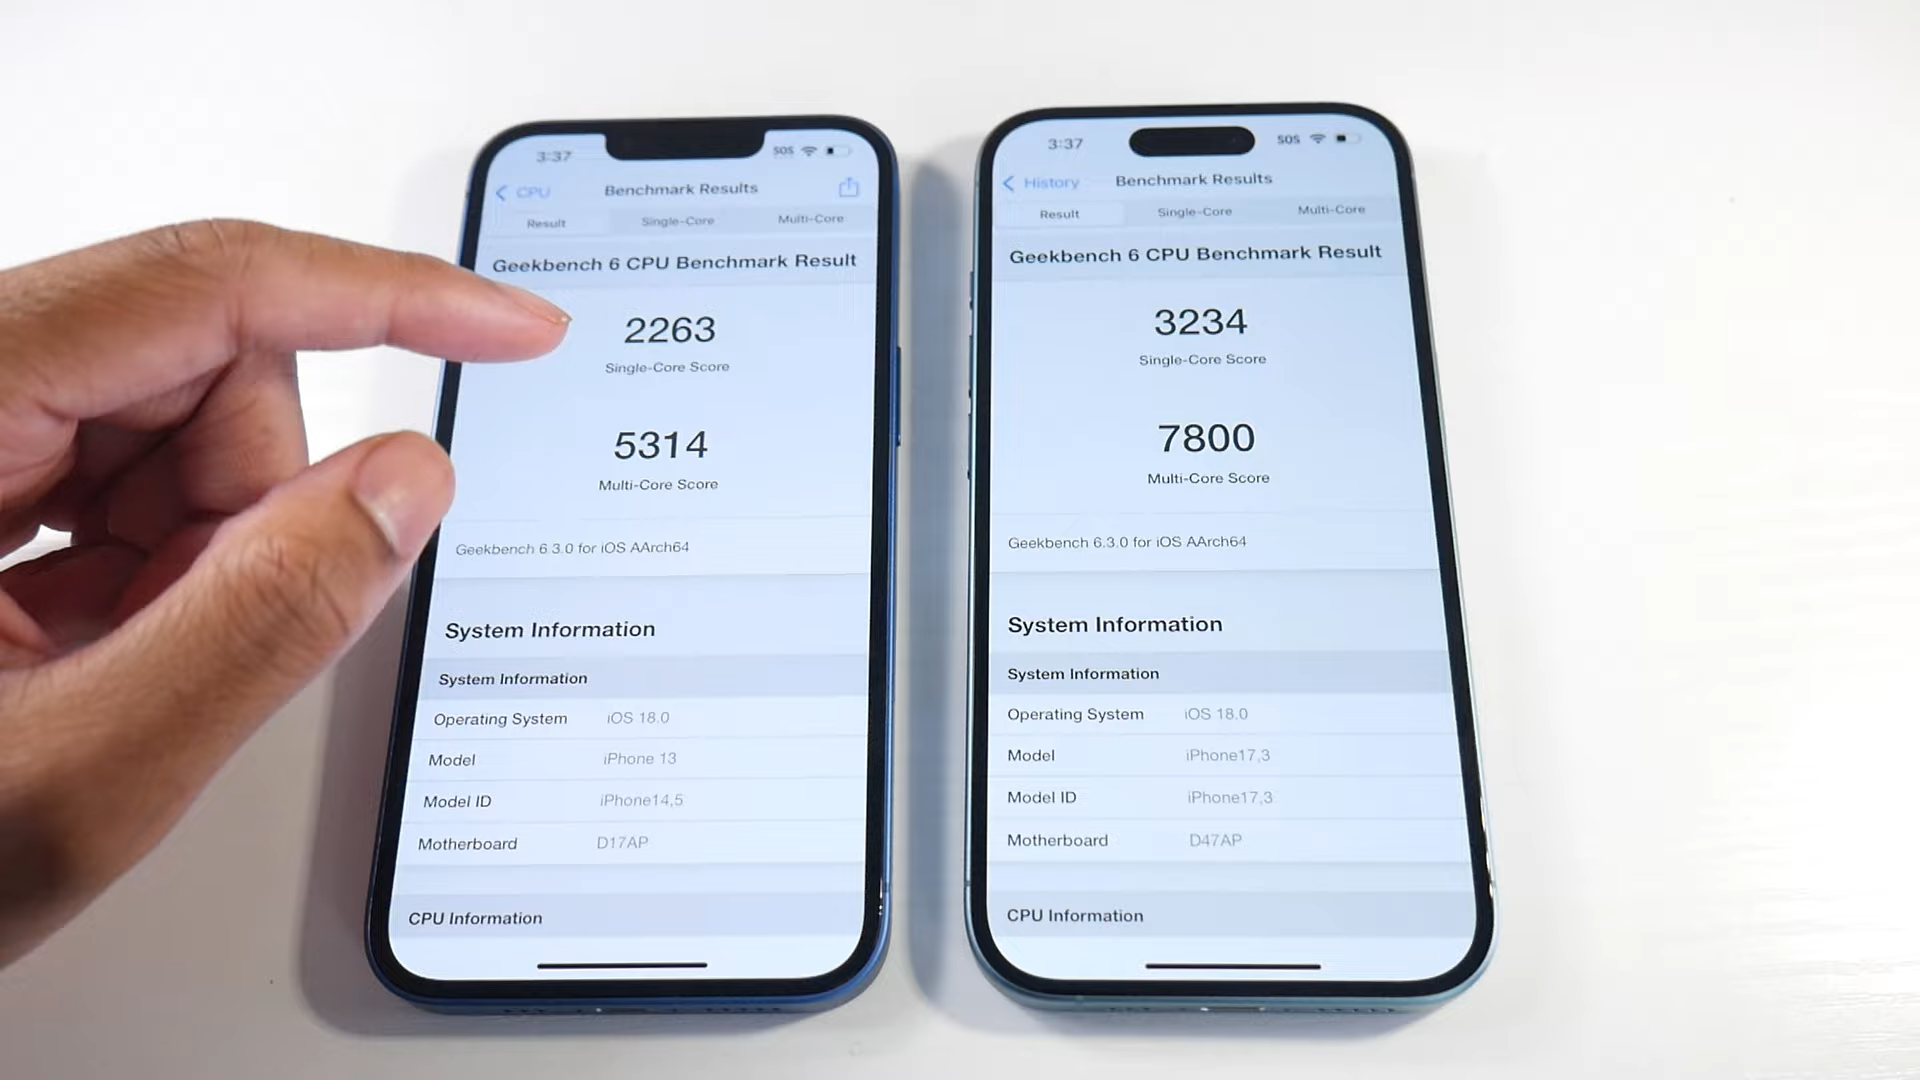 3:37
SOS
CPU
Benchmark Results
Result
Single-Core
Multi-Core
Geekbench 6 CPU Benchmark Result
2263
Single-Core Score
5314
Multi-Core Score
Geekbench 6.3.0 for iOS AArch64
System Information
System Information
Operating System iOS 18.0
Model iPhone 13
Model ID iPhone14,5
Motherboard D17AP
CPU Information
3:37
SOS
History
Benchmark Results
Result
Single-Core
Multi-Core
Geekbench 6 CPU Benchmark Result
3234
Single-Core Score
7800
Multi-Core Score
Geekbench 6.3.0 for iOS AArch64
System Information
System Information
Operating System iOS 18.0
Model iPhone17,3
Model ID iPhone17,3
Motherboard D47AP
CPU Information